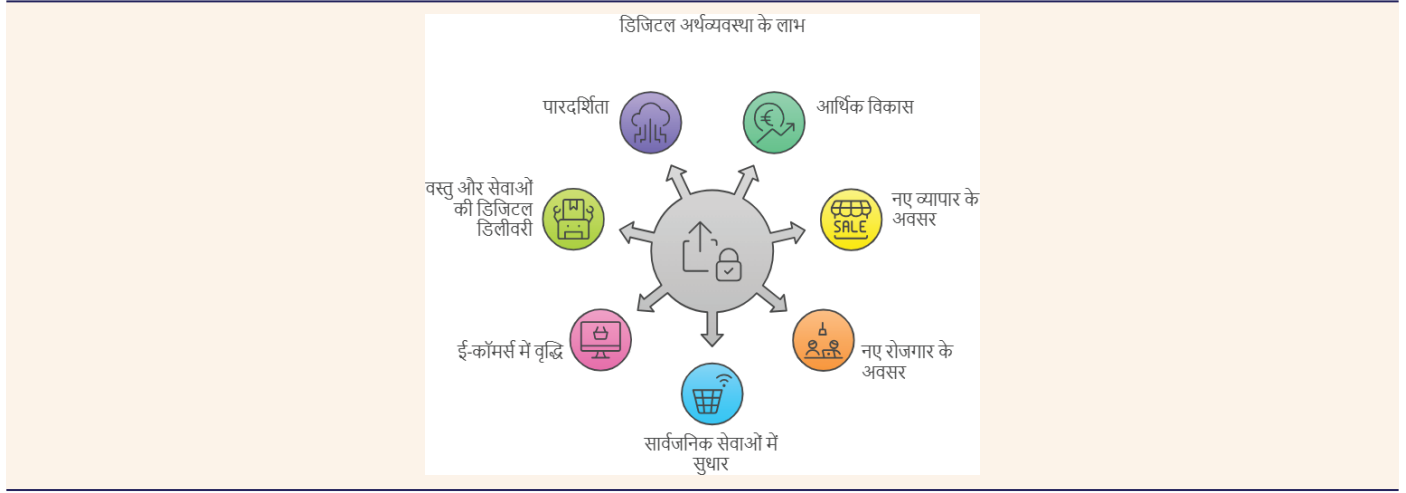 डिजिटल अर्थव्यवस्था के लाभ
पारदर्शिता
आर्थिक विकास
वस्तु और सेवाओं
की डिजिटल
डिलीवरी
नए व्यापार के
अवसर
SALE
ई-कॉमर्स में वृद्धि
नए रोजगार के
अवसर
सार्वजनिक सेवाओं में
सुधार